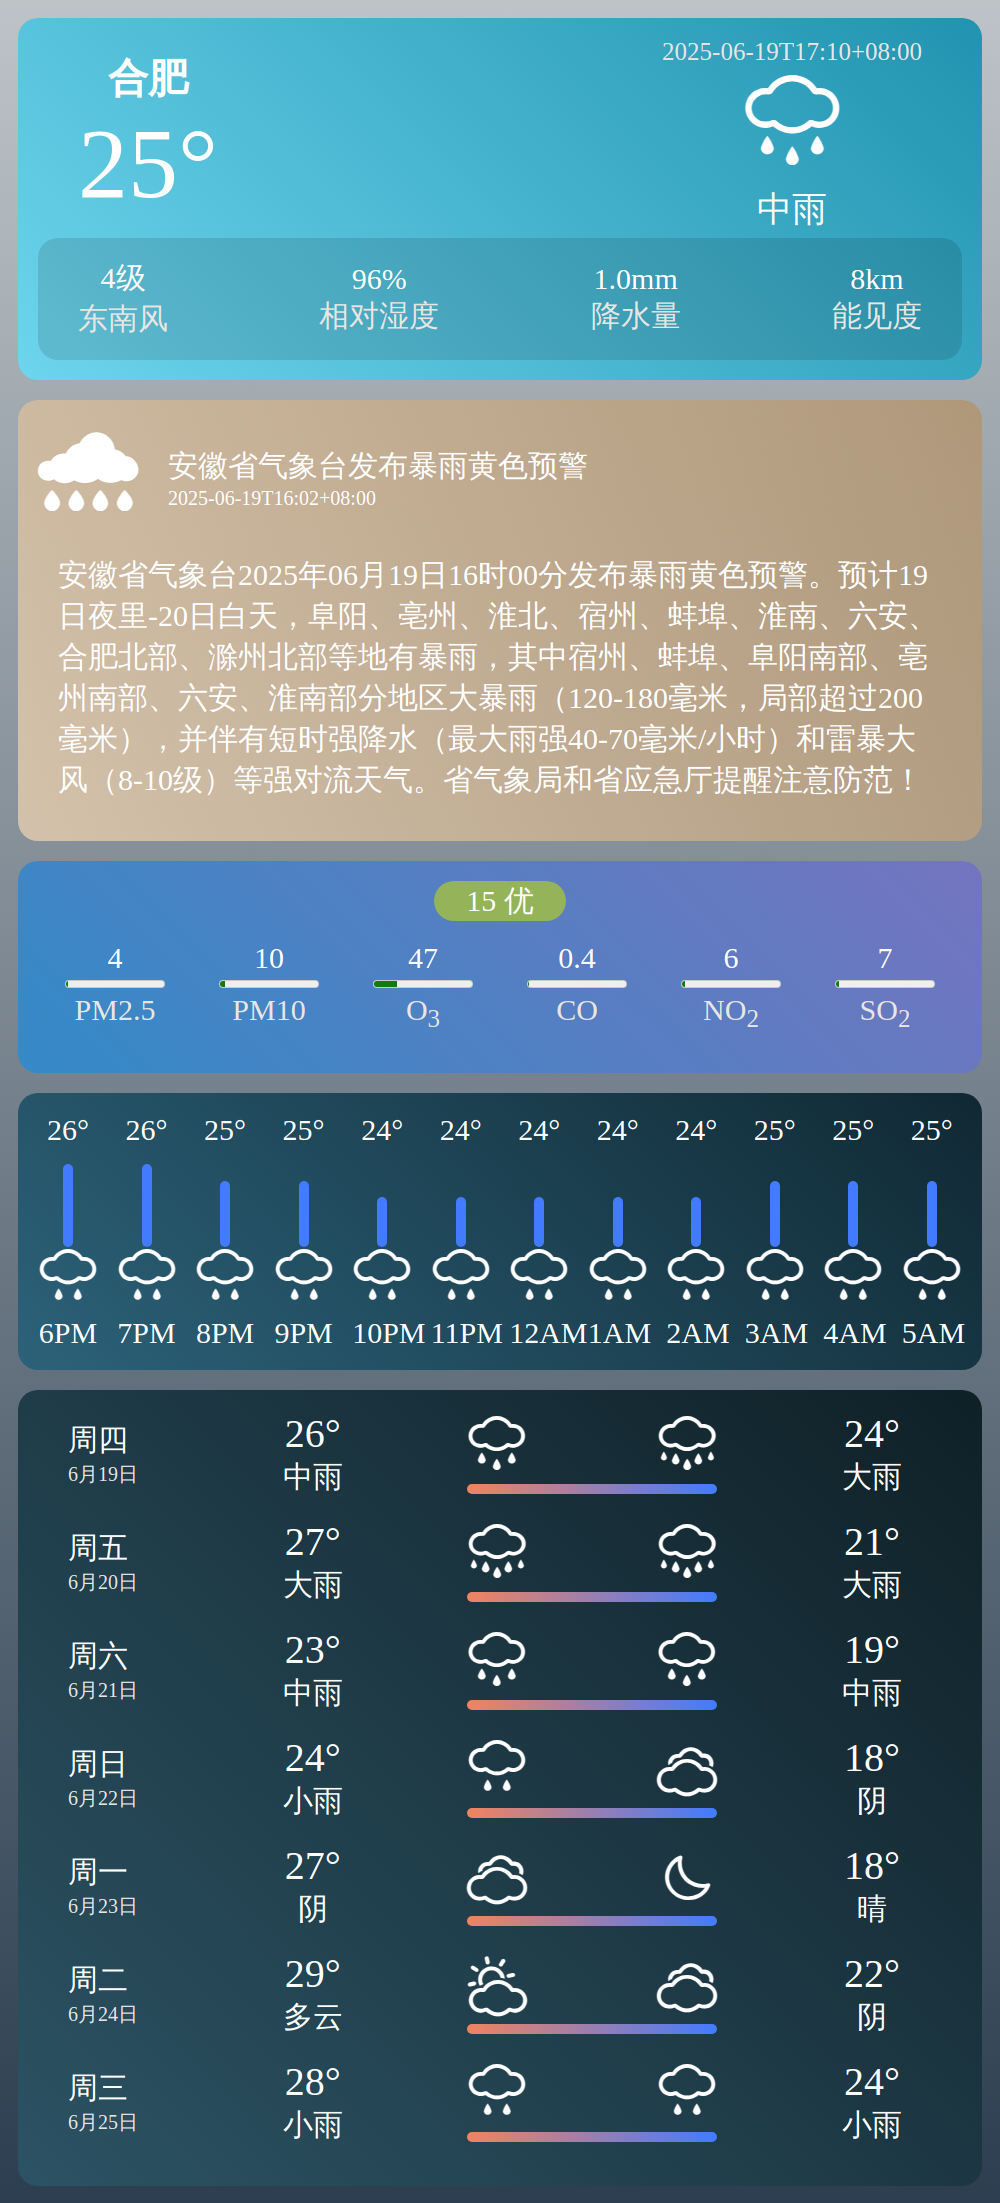 2025-06-19T17:10+08:00
合肥
25°
中雨
4级 96% 1.0mm 8km
东南风 相对湿度 降水量 能见度
安徽省气象台发布暴雨黄色预警
2025-06-19T16:02+08:00
安徽省气象台2025年06月19日16时00分发布暴雨黄色预警。预计19
日夜里-20日白天，阜阳、亳州、淮北、宿州、蚌埠、淮南、六安、
合肥北部、滁州北部等地有暴雨，其中宿州、蚌埠、阜阳南部、亳
州南部、六安、淮南部分地区大暴雨（120-180毫米，局部超过200
毫米），并伴有短时强降水（最大雨强40-70毫米/小时）和雷暴大
风（8-10级）等强对流天气。省气象局和省应急厅提醒注意防范！
15 优
4 10 47 0.4 6 7
PM2.5 PM10 O3 CO NO2 SO2
26° 26° 25° 25° 24° 24° 24° 24° 24° 25° 25° 25°
6PM 7PM 8PM 9PM 10PM 11PM 12AM 1AM 2AM 3AM 4AM 5AM
周四 26° 24°
6月19日 中雨 大雨
周五 27° 21°
6月20日 大雨 大雨
周六 23° 19°
6月21日 中雨 中雨
周日 24° 18°
6月22日 小雨 阴
周一 27° 18°
6月23日 阴 晴
周二 29° 22°
6月24日 多云 阴
周三 28° 24°
6月25日 小雨 小雨